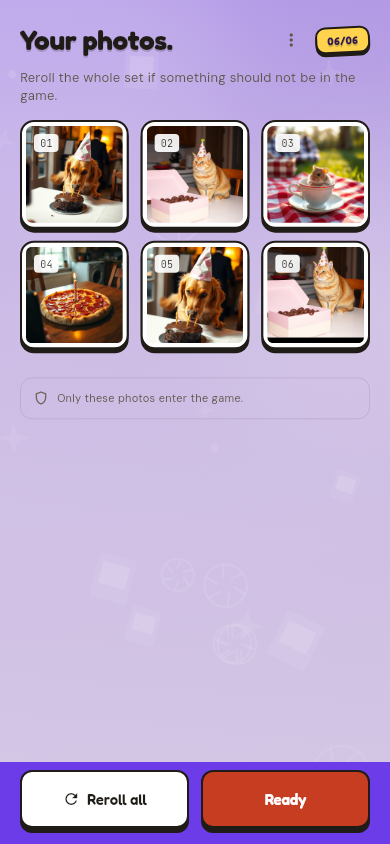 Your photos.
06/06
Reroll the whole set if something should not be in the
game.
01
02
03
04
05
06
Only these photos enter the game.
Reroll all
Ready